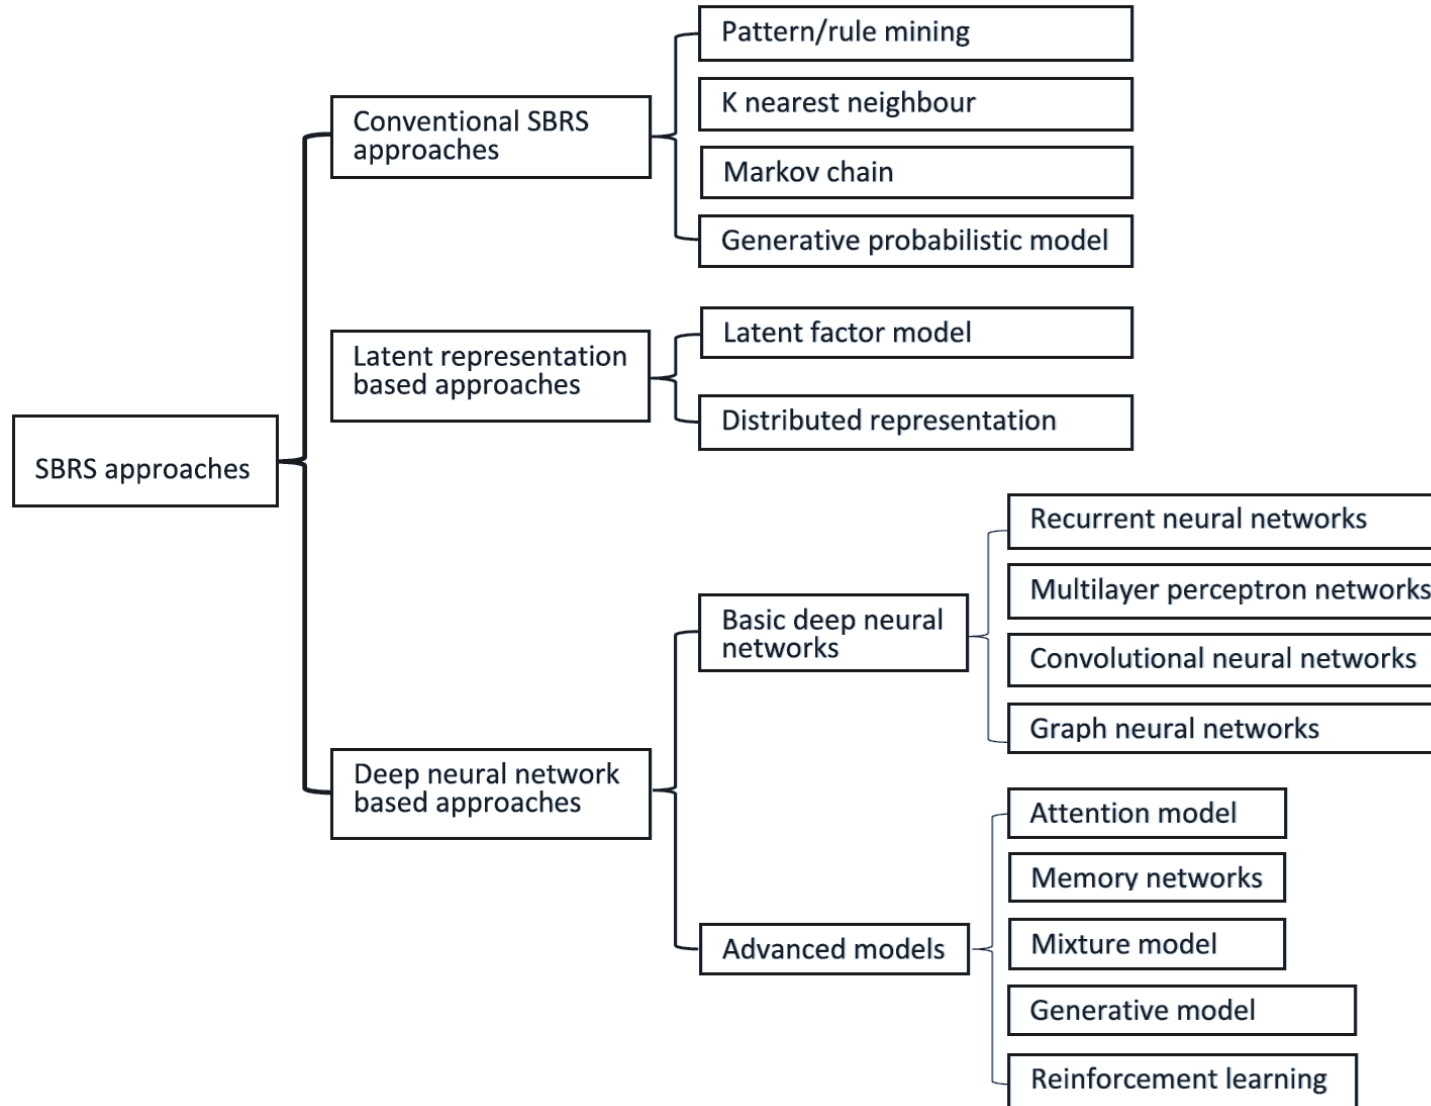 SBRS approaches
Conventional SBRS
approaches
Pattern/rule mining
K nearest neighbour
Markov chain
Generative probabilistic model
Latent representation
based approaches
Latent factor model
Distributed representation
Deep neural network
based approaches
Basic deep neural
networks
Recurrent neural networks
Multilayer perceptron networks
Convolutional neural networks
Graph neural networks
Advanced models
Attention model
Memory networks
Mixture model
Generative model
Reinforcement learning